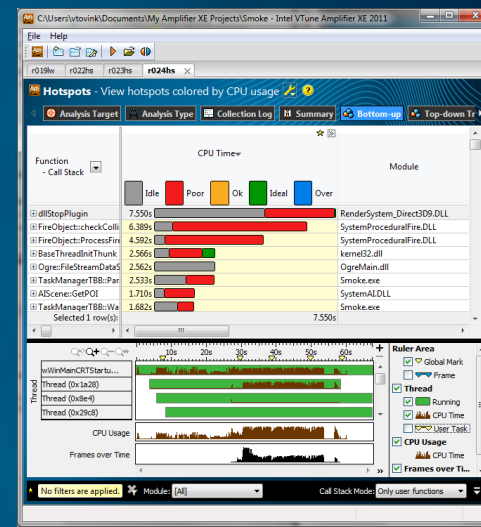 C:\Users\vtovink\Documents\My Amplifier XE Projects\Smoke - Intel VTune Amplifier XE 2011
File Help
r019lw r022hs r023hs r024hs
Hotspots - View hotspots colored by CPU usage
Analysis Target Analysis Type Collection Log Summary Bottom-up Top-down Tr
Function
- Call Stack
CPU Time
Module
Idle Poor Ok Ideal Over
dllStopPlugin 7.550s RenderSystem_Direct3D9.DLL
FireObject::checkColli 6.389s SystemProceduralFire.DLL
FireObject::ProcessFire 4.592s SystemProceduralFire.DLL
BaseThreadInitThunk 2.566s kernel32.dll
Ogre::FileStreamDataS 2.562s OgreMain.dll
TaskManagerTBB::Par 2.533s Smoke.exe
AIScene::GetPOI 1.710s SystemAI.DLL
TaskManagerTBB::Wa 1.682s Smoke.exe
Selected 1 row(s): 7.550s
10s 20s 30s 40s 50s 60s
Thread
wWinMainCRTStartu...
Thread (0x1a28)
Thread (0x8e4)
Thread (0x29c8)
CPU Usage
Frames over Time
Ruler Area
Global Mark
Frame
Thread
Running
CPU Time
User Task
CPU Usage
CPU Time
Frames over Ti...
No filters are applied. Module: [All] Call Stack Mode: Only user functions